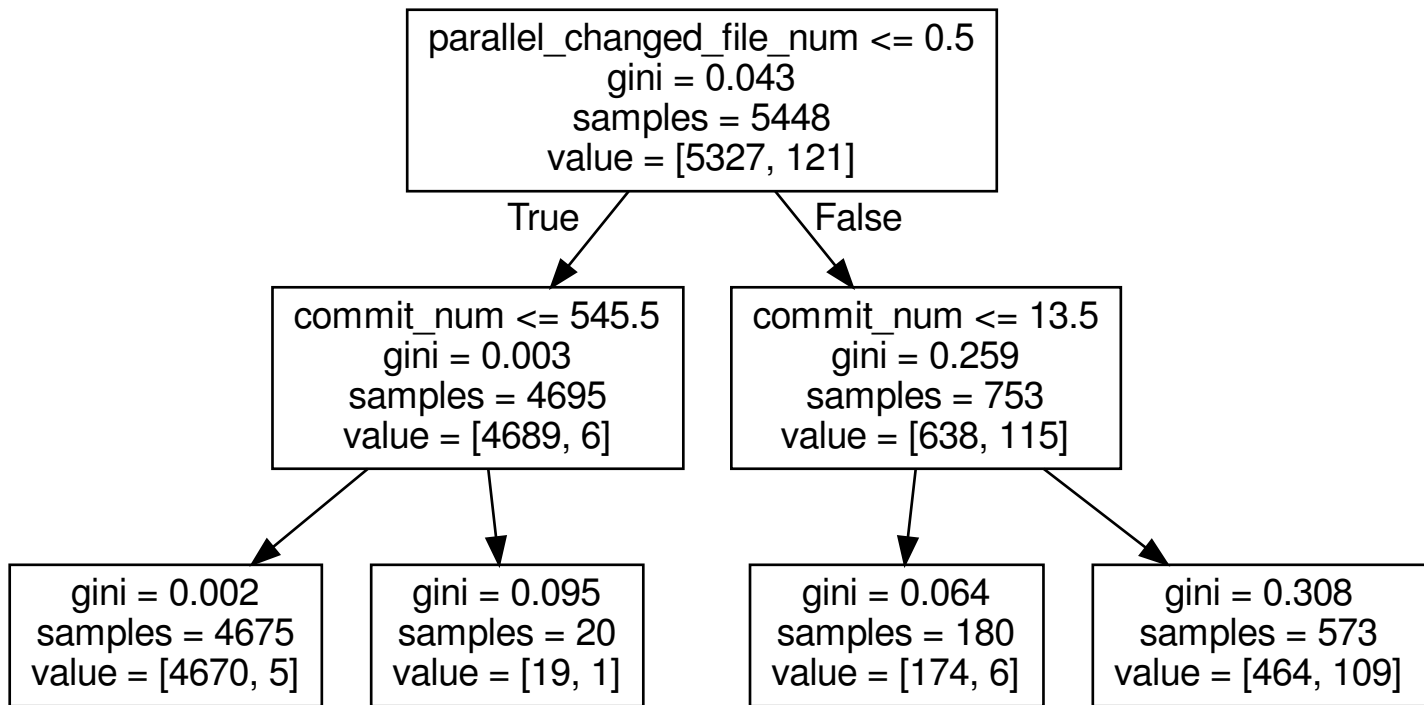 parallel_changed_file_num <= 0.5
gini = 0.043
samples = 5448
value = [5327, 121]
True
False
commit_num <= 545.5
gini = 0.003
samples = 4695
value = [4689, 6]
commit_num <= 13.5
gini = 0.259
samples = 753
value = [638, 115]
gini = 0.002
samples = 4675
value = [4670, 5]
gini = 0.095
samples = 20
value = [19, 1]
gini = 0.064
samples = 180
value = [174, 6]
gini = 0.308
samples = 573
value = [464, 109]